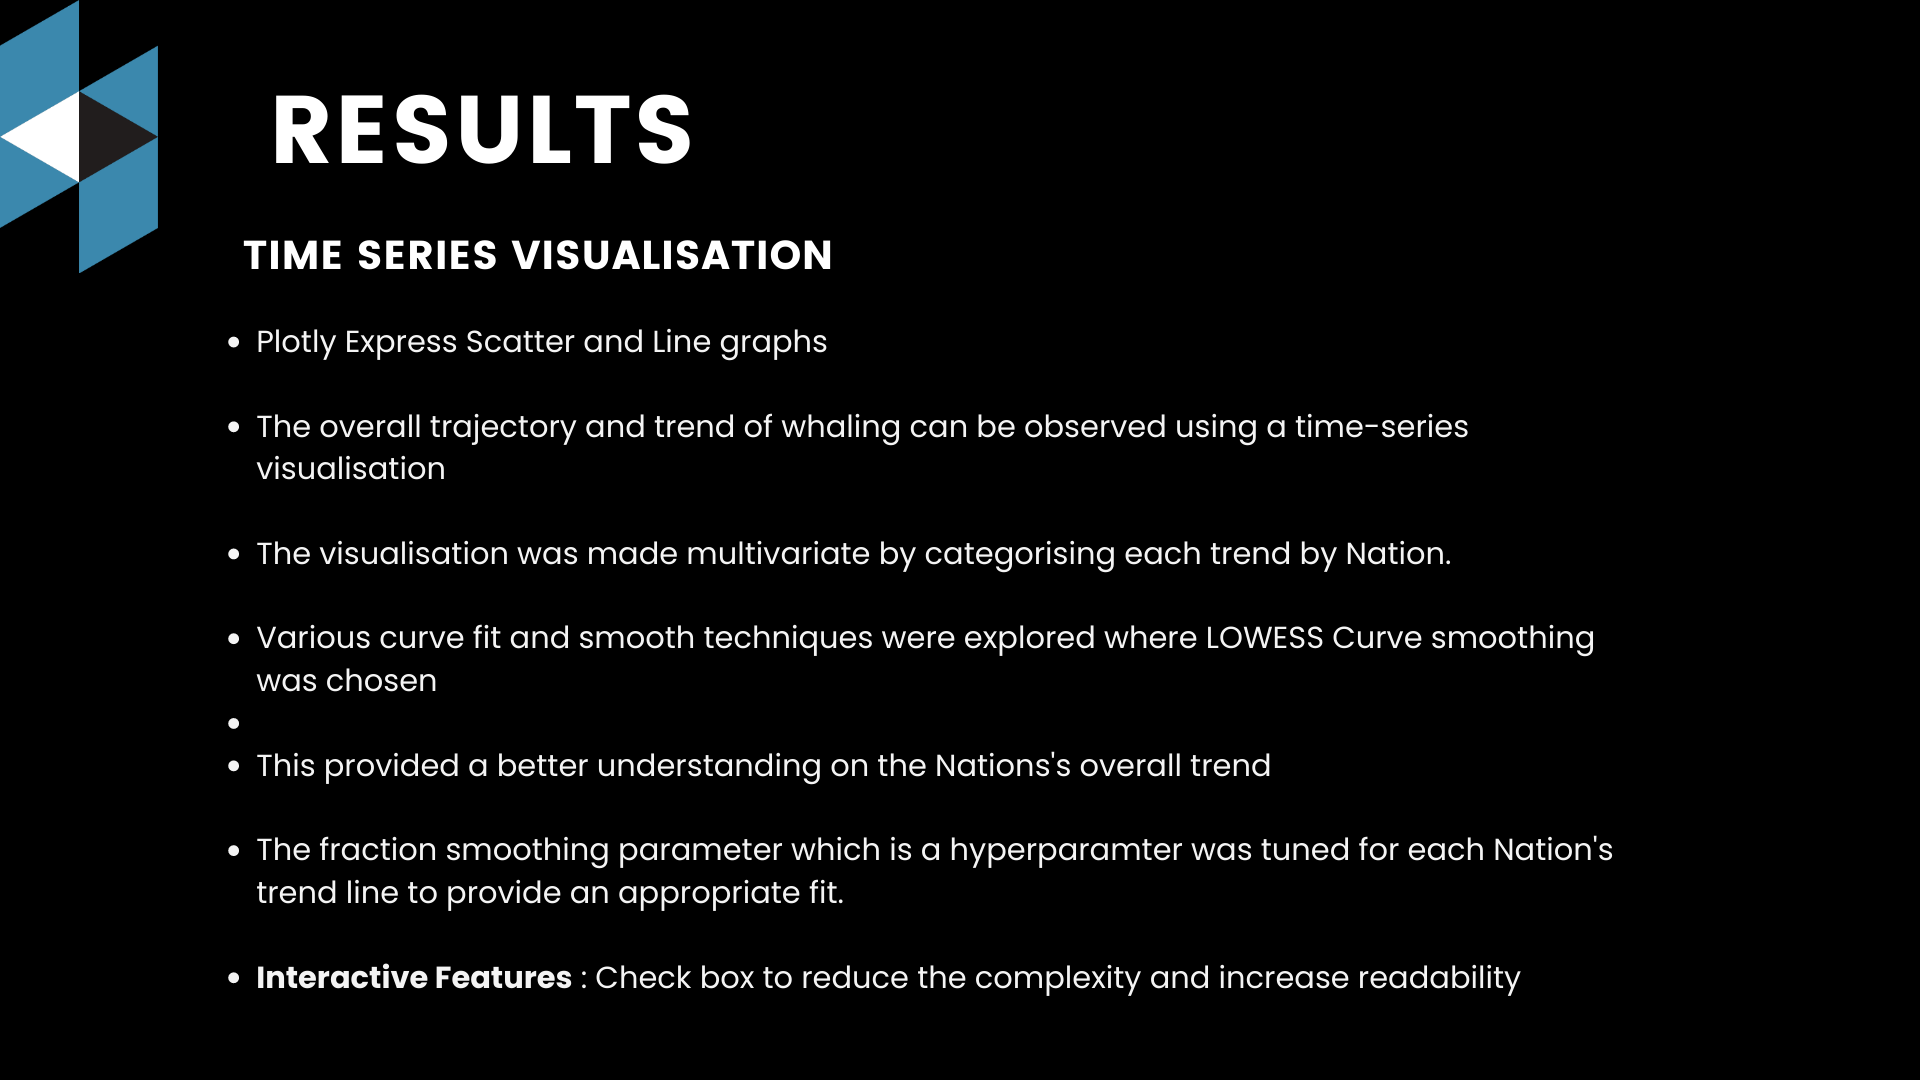 RESULTS
TIME SERIES VISUALISATION
• Plotly Express Scatter and Line graphs
• The overall trajectory and trend of whaling can be observed using a time-series
visualisation
• The visualisation was made multivariate by categorising each trend by Nation.
• Various curve fit and smooth techniques were explored where LOWESS Curve smoothing
was chosen
•
• This provided a better understanding on the Nations's overall trend
• The fraction smoothing parameter which is a hyperparamter was tuned for each Nation's
trend line to provide an appropriate fit.
• Interactive Features : Check box to reduce the complexity and increase readability